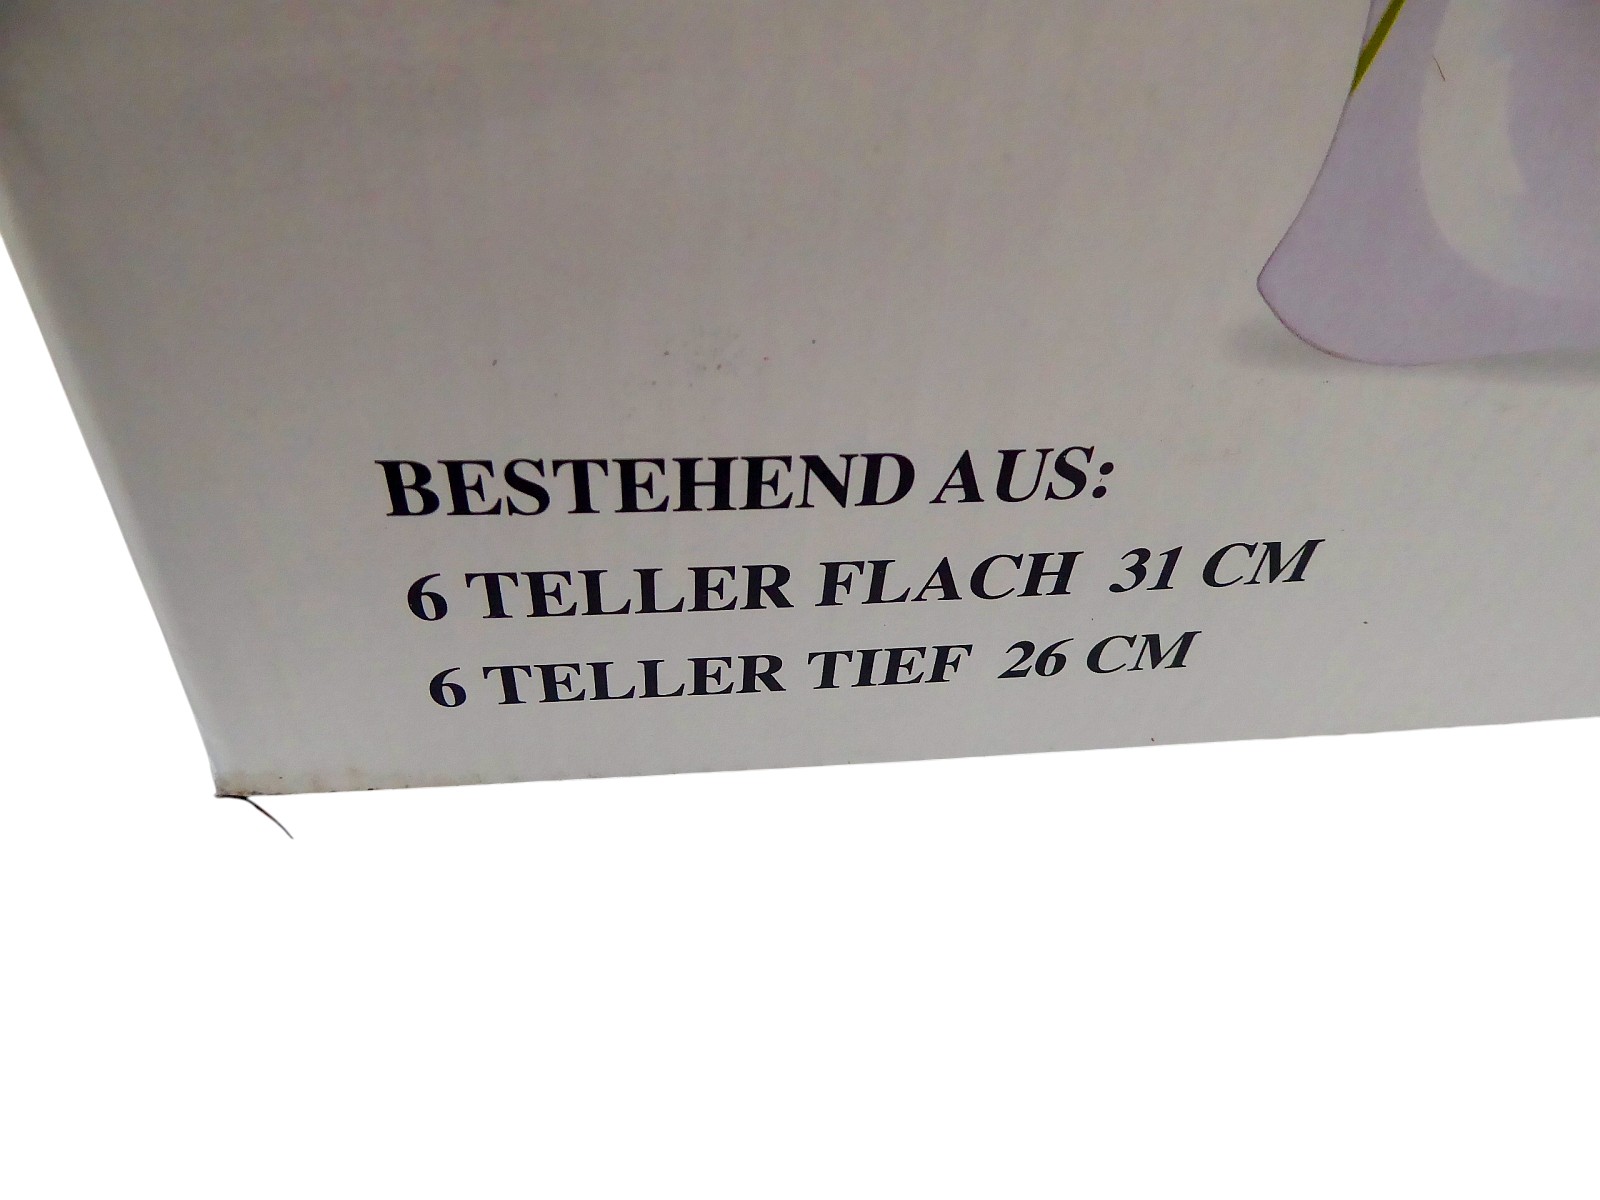 BESTEHEND AUS:
6 TELLER FLACH 31 CM
6 TELLER TIEF 26 CM